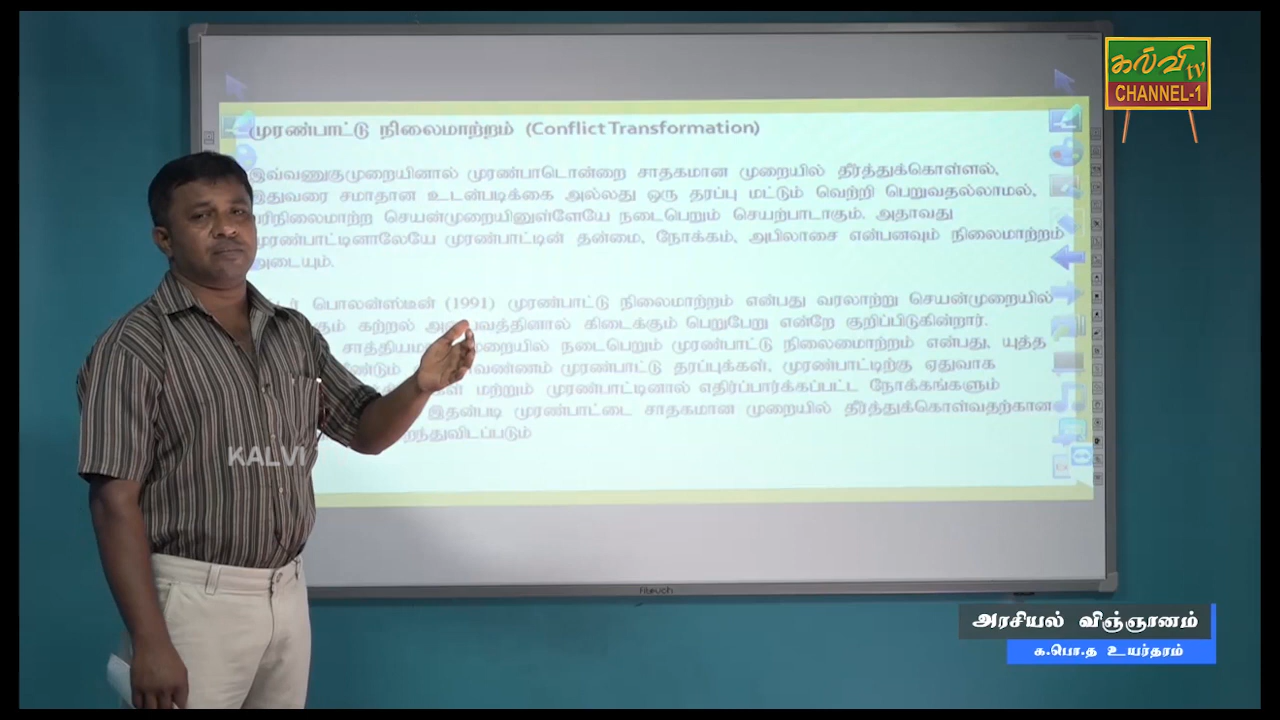 கல்வி tv
CHANNEL-1
முரண்பாட்டு நிலைமாற்றம் (Conflict Transformation)
இவ்வணுகுமுறையினால் முரண்பாடொன்றை சாதகமான முறையில் தீர்த்துக்கொள்ளல்,
இதுவரை சமாதான உடன்படிக்கை அல்லது ஒரு தரப்பு மட்டும் வெற்றி பெறுவதல்லாமல்,
செயன்முறையினுள்ளேயே நடைபெறும் செயற்பாடாகும். அதாவது
முரண்பாட்டினாலேயே முரண்பாட்டின் தன்மை, நோக்கம், அபிலாசை என்பனவும் நிலைமாற்றம்
அடையும்.
பொலன்ஸ்டீன் (1991) முரண்பாட்டு நிலைமாற்றம் என்பது வரலாற்று செயன்முறையில்
கற்றல் கிடைக்கும் பெறுபேறு என்றே குறிப்பிடுகின்றார்.
நடைபெறும் முரண்பாட்டு நிலைமைாற்றம் என்பது, யுத்த
முரண்பாட்டு தரப்புக்கள், முரண்பாட்டிற்கு ஏதுவாக
மற்றும் முரண்பாட்டினால் எதிர்ப்பார்க்கப்பட்ட நோக்கங்களும்
இதன்படி முரண்பாட்டை சாதகமான முறையில் தீர்த்துக்கொள்வதற்கான
KALVI
அரசியல் விஞ்ஞானம்
க.பொ.த உயர்தரம்